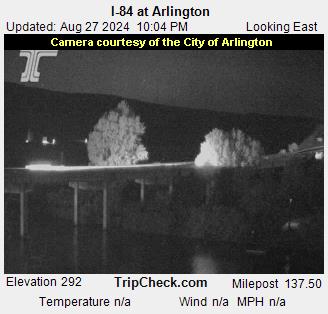 I-84 at Arlington
Updated: Aug 27 2024 10:04 PM Looking East
Camera courtesy of the City of Arlington
Elevation 292 TripCheck.com Milepost 137.50
Temperature n/a Wind n/a MPH n/a